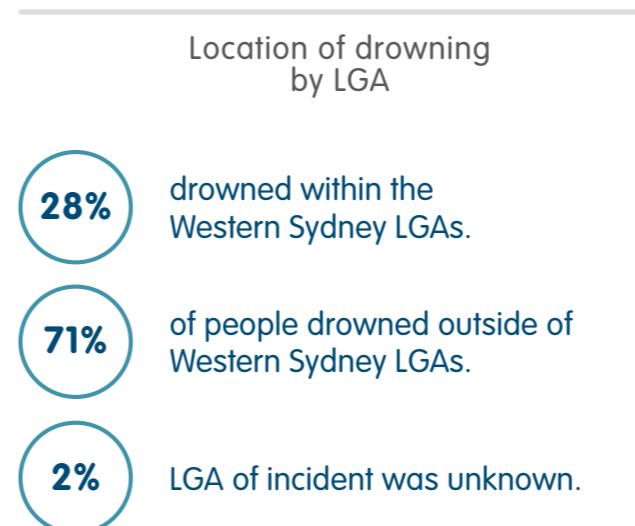 Location of drowning
by LGA
28%
drowned within the
Western Sydney LGAs.
71%
of people drowned outside of
Western Sydney LGAs.
2%
LGA of incident was unknown.